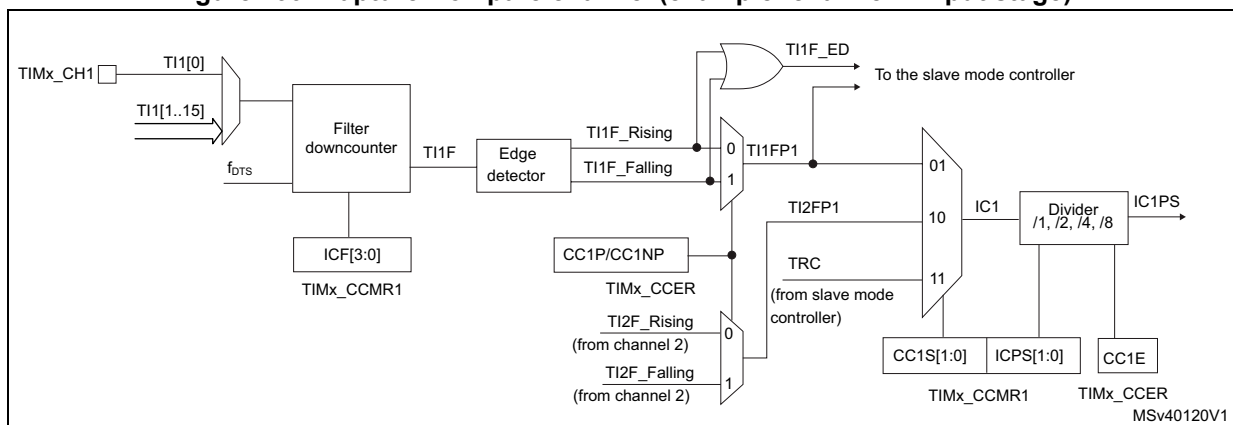 TI1F_ED
TI1[0]
TIMx_CH1
To the slave mode controller
TI1[1..15]
Filter
downcounter
TI1F_Rising
0
TI1FP1
TI1F
Edge
detector
TI1F_Falling
1
01
fDTS
TI2FP1
10
IC1
Divider
/1, /2, /4, /8
IC1PS
ICF[3:0]
TIMx_CCMR1
CC1P/CC1NP
TIMx_CCER
TRC
11
(from slave mode
controller)
TI2F_Rising
0
(from channel 2)
TI2F_Falling
1
(from channel 2)
CC1S[1:0]
ICPS[1:0]
CC1E
TIMx_CCMR1
TIMx_CCER
MSv40120V1